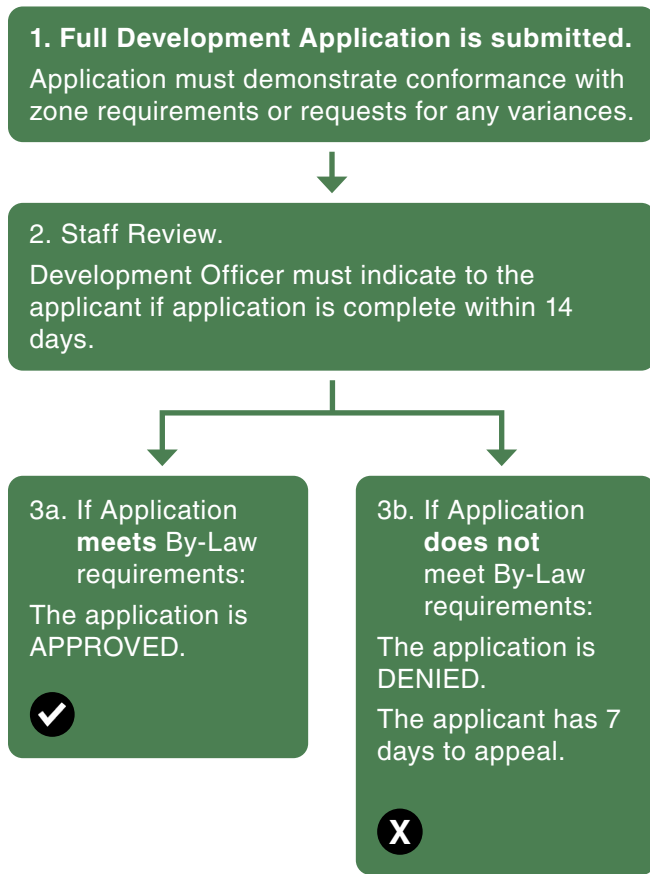 1. Full Development Application is submitted.
Application must demonstrate conformance with
zone requirements or requests for any variances.
2. Staff Review.
Development Officer must indicate to the
applicant if application is complete within 14
days.
3a. If Application
meets By-Law
requirements:
The application is
APPROVED.
3b. If Application
does not
meet By-Law
requirements:
The application is
DENIED.
The applicant has 7
days to appeal.
X